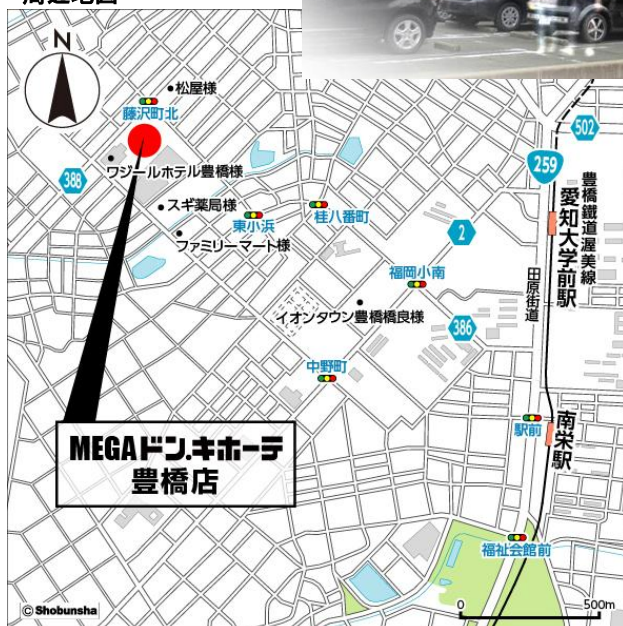 周辺地図
N
松屋様
藤沢町北
502
259
388
ワジールホテル豊橋様
豊橋鐵道渥美線
愛知大学前駅
スギ薬局様
東小浜
桂八番町
2
ファミリーマート様
福岡小南
田原街道
イオンタウン豊橋橋良様
386
中野町
MEGAドン.キホーテ
豊橋店
駅前
南栄駅
福祉会館前
© Shobunsha
0 500m